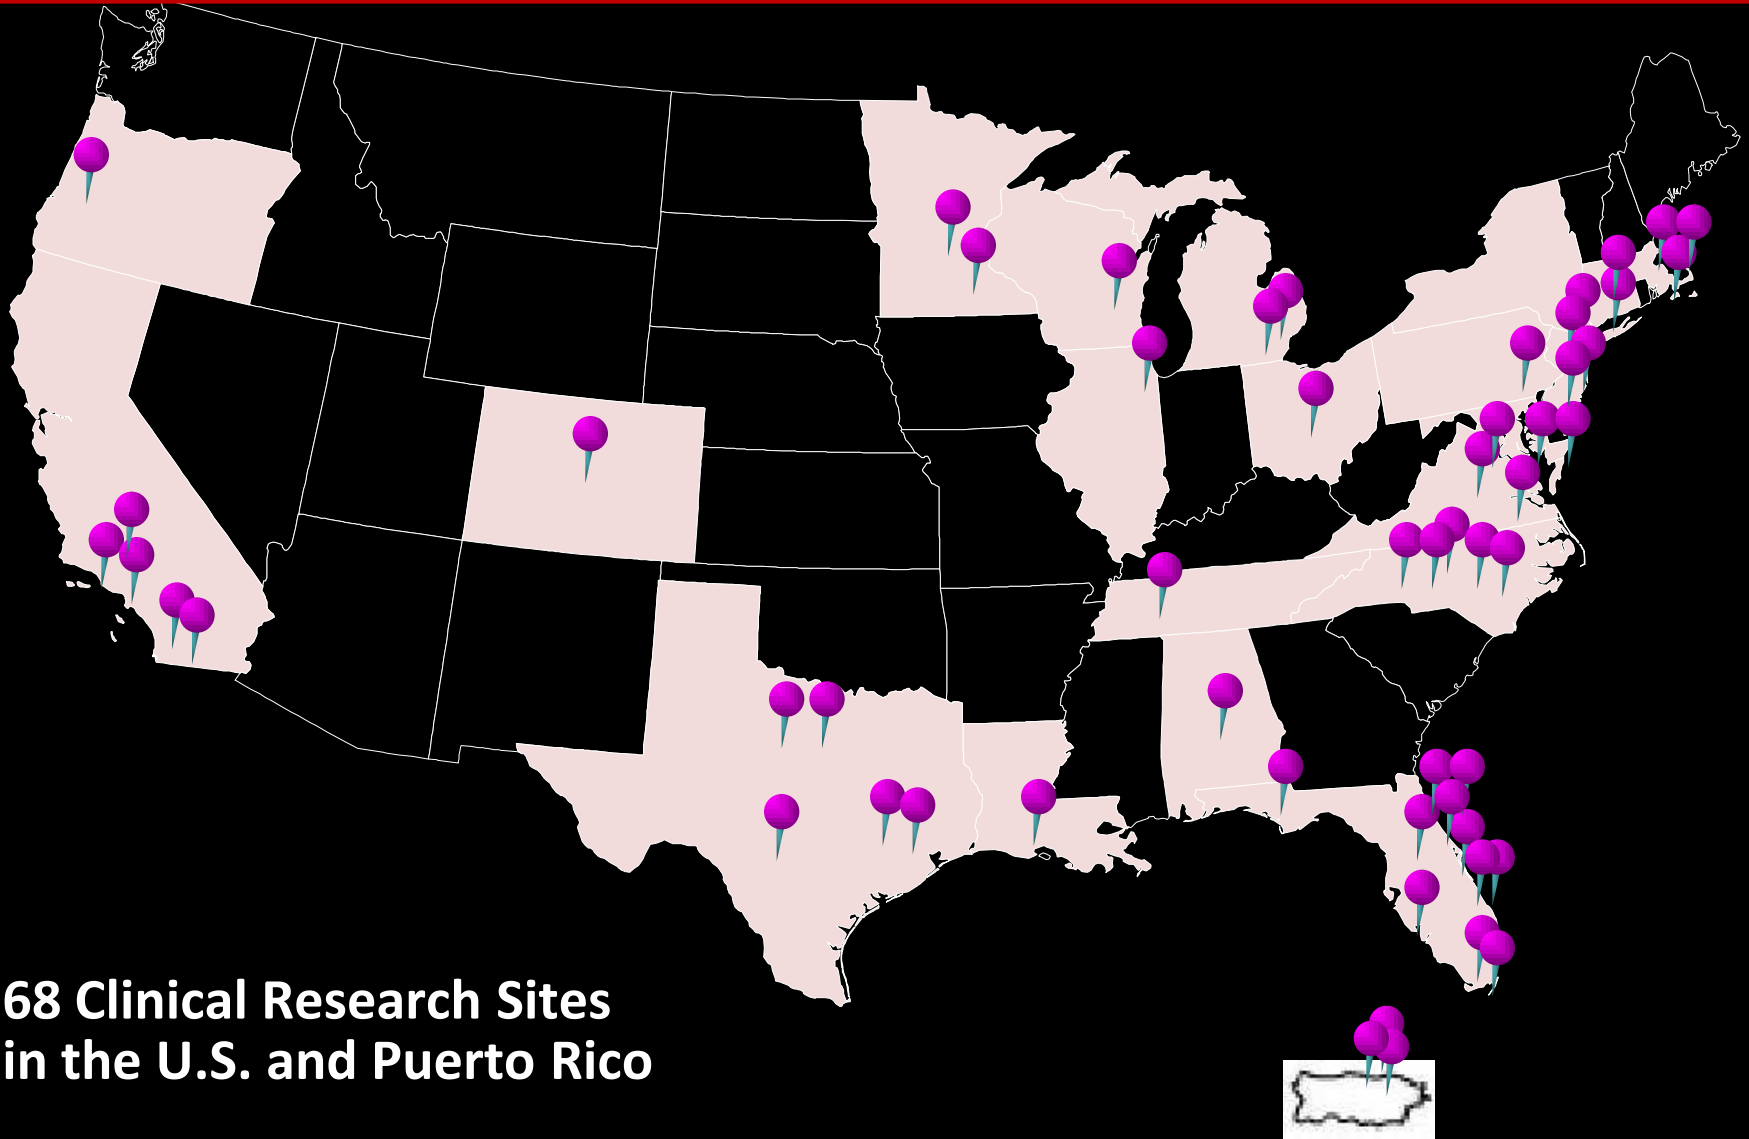 68 Clinical Research Sites
in the U.S. and Puerto Rico